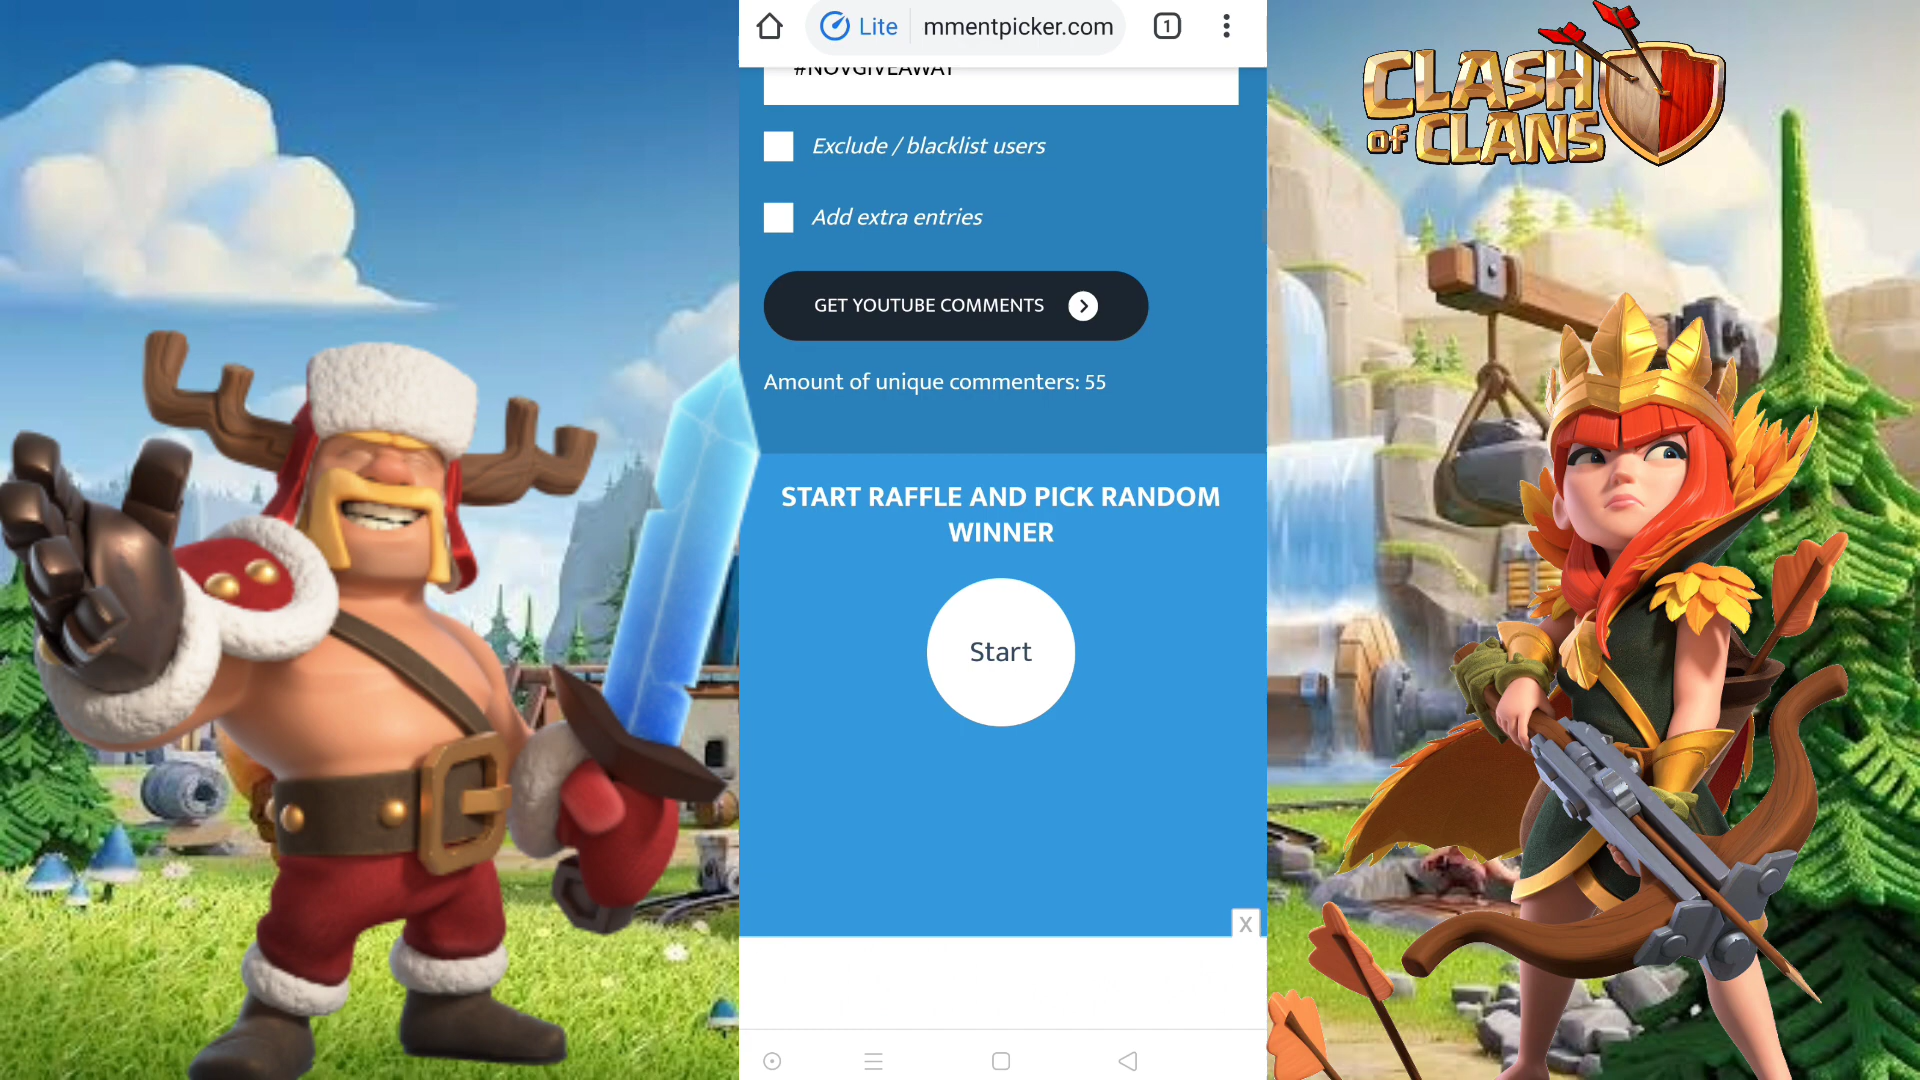 Lite
mmentpicker.com
1
#NOVGIVEAWAY
Exclude / blacklist users
Add extra entries
GET YOUTUBE COMMENTS
Amount of unique commenters: 55
START RAFFLE AND PICK RANDOM
WINNER
Start
X
CLASH
OF CLANS